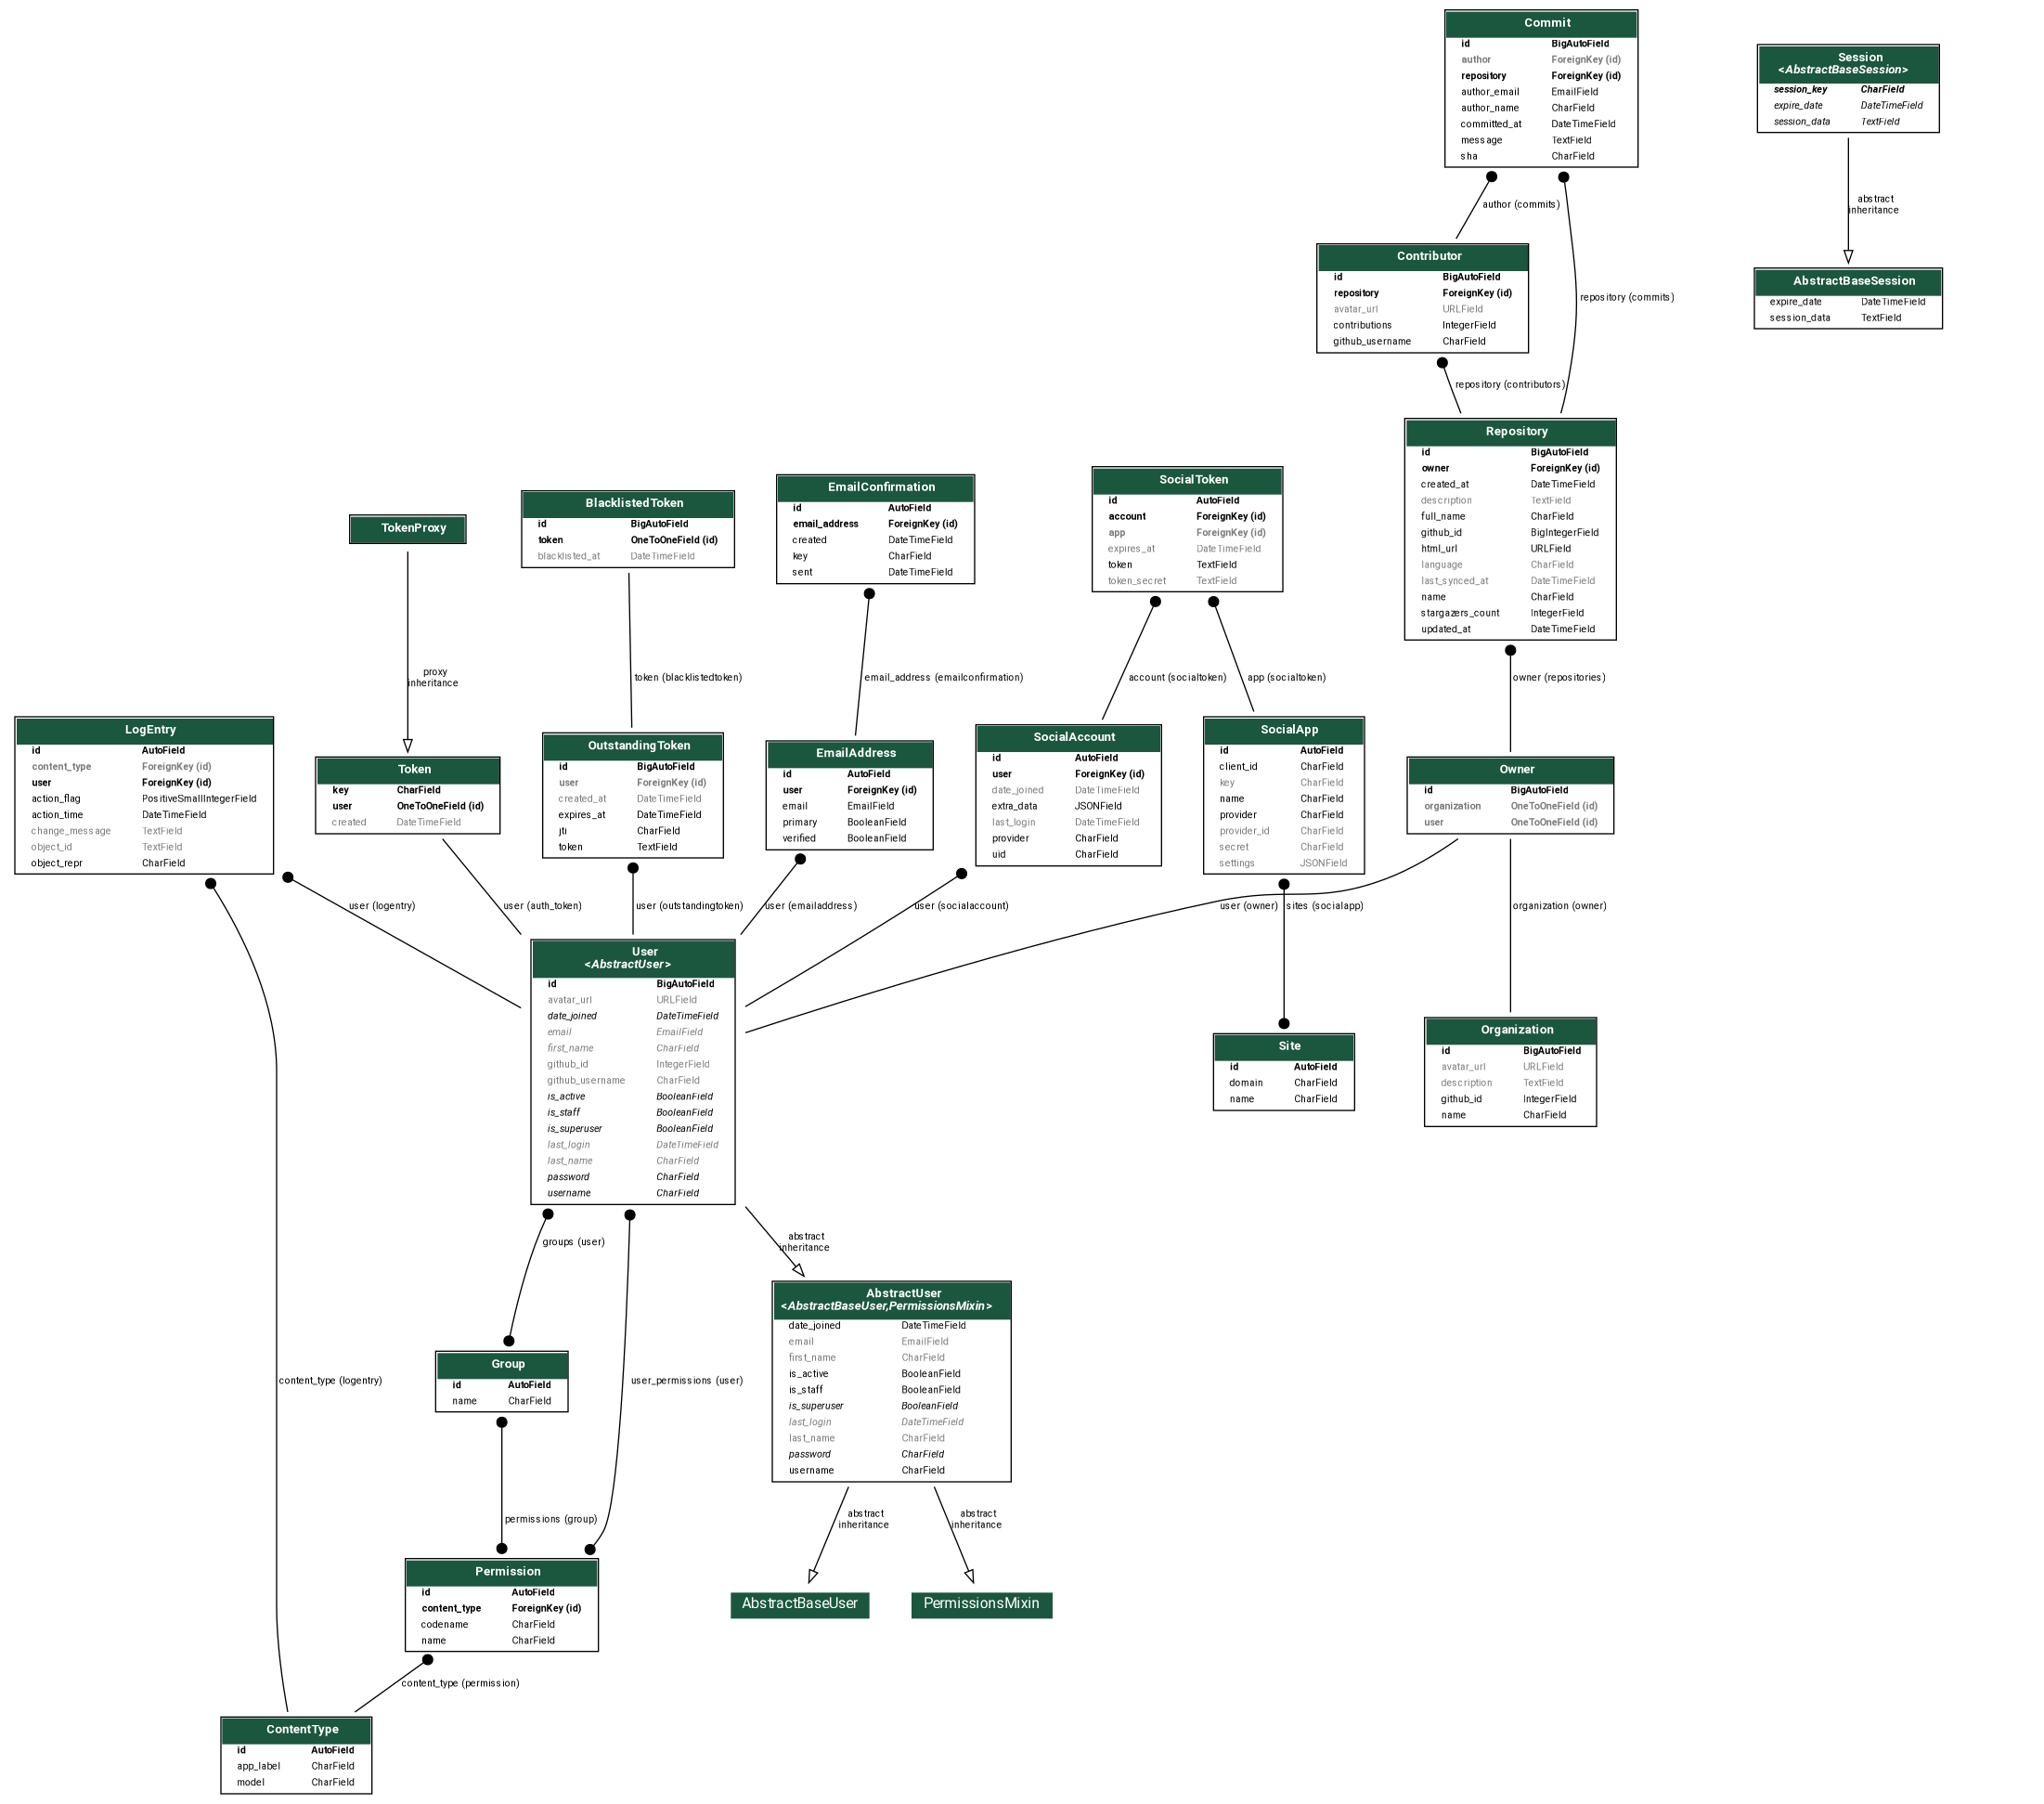 Commit
id BigAutoField
author ForeignKey (id)
repository ForeignKey (id)
author_email EmailField
author_name CharField
committed_at DateTimeField
message TextField
sha CharField
Session
<AbstractBaseSession>
session_key CharField
expire_date DateTimeField
session_data TextField
author (commits)
abstract
inheritance
Contributor
id BigAutoField
repository ForeignKey (id)
avatar_url URLField
contributions IntegerField
github_username CharField
repository (commits)
AbstractBaseSession
expire_date DateTimeField
session_data TextField
repository (contributors)
Repository
id BigAutoField
owner ForeignKey (id)
created_at DateTimeField
description TextField
full_name CharField
github_id BigIntegerField
html_url URLField
language CharField
last_synced_at DateTimeField
name CharField
stargazers_count IntegerField
updated_at DateTimeField
TokenProxy
BlacklistedToken
id BigAutoField
token OneToOneField (id)
blacklisted_at DateTimeField
EmailConfirmation
id AutoField
email_address ForeignKey (id)
created DateTimeField
key CharField
sent DateTimeField
SocialToken
id AutoField
account ForeignKey (id)
app ForeignKey (id)
expires_at DateTimeField
token TextField
token_secret TextField
proxy
inheritance
token (blacklistedtoken)
email_address (emailconfirmation)
account (socialtoken)
app (socialtoken)
owner (repositories)
LogEntry
id AutoField
content_type ForeignKey (id)
user ForeignKey (id)
action_flag PositiveSmallIntegerField
action_time DateTimeField
change_message TextField
object_id TextField
object_repr CharField
Token
key CharField
user OneToOneField (id)
created DateTimeField
OutstandingToken
id BigAutoField
user ForeignKey (id)
created_at DateTimeField
expires_at DateTimeField
jti CharField
token TextField
EmailAddress
id AutoField
user ForeignKey (id)
email EmailField
primary BooleanField
verified BooleanField
SocialAccount
id AutoField
user ForeignKey (id)
date_joined DateTimeField
extra_data JSONField
last_login DateTimeField
provider CharField
uid CharField
SocialApp
id AutoField
client_id CharField
key CharField
name CharField
provider CharField
provider_id CharField
secret CharField
settings JSONField
Owner
id BigAutoField
organization OneToOneField (id)
user OneToOneField (id)
user (logentry)
user (auth_token)
user (outstandingtoken)
user (emailaddress)
user (socialaccount)
user (owner)
sites (socialapp)
organization (owner)
User
<AbstractUser>
id BigAutoField
avatar_url URLField
date_joined DateTimeField
email EmailField
first_name CharField
github_id IntegerField
github_username CharField
is_active BooleanField
is_staff BooleanField
is_superuser BooleanField
last_login DateTimeField
last_name CharField
password CharField
username CharField
Site
id AutoField
domain CharField
name CharField
Organization
id BigAutoField
avatar_url URLField
description TextField
github_id IntegerField
name CharField
groups (user)
abstract
inheritance
AbstractUser
<AbstractBaseUser,PermissionsMixin>
date_joined DateTimeField
email EmailField
first_name CharField
is_active BooleanField
is_staff BooleanField
is_superuser BooleanField
last_login DateTimeField
last_name CharField
password CharField
username CharField
Group
id AutoField
name CharField
content_type (logentry)
user_permissions (user)
permissions (group)
abstract
inheritance
abstract
inheritance
Permission
id AutoField
content_type ForeignKey (id)
codename CharField
name CharField
AbstractBaseUser
PermissionsMixin
content_type (permission)
ContentType
id AutoField
app_label CharField
model CharField